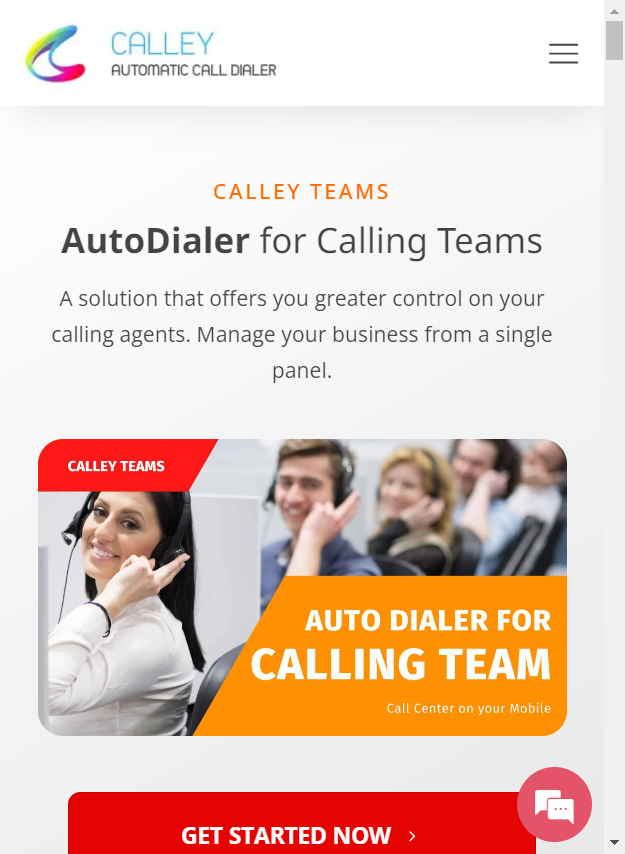 CALLEY
AUTOMATIC CALL DIALER
CALLEY TEAMS
AutoDialer for Calling Teams
A solution that offers you greater control on your
calling agents. Manage your business from a single
panel.
CALLEY TEAMS
AUTO DIALER FOR
CALLING TEAM
Call Center on your Mobile
GET STARTED NOW